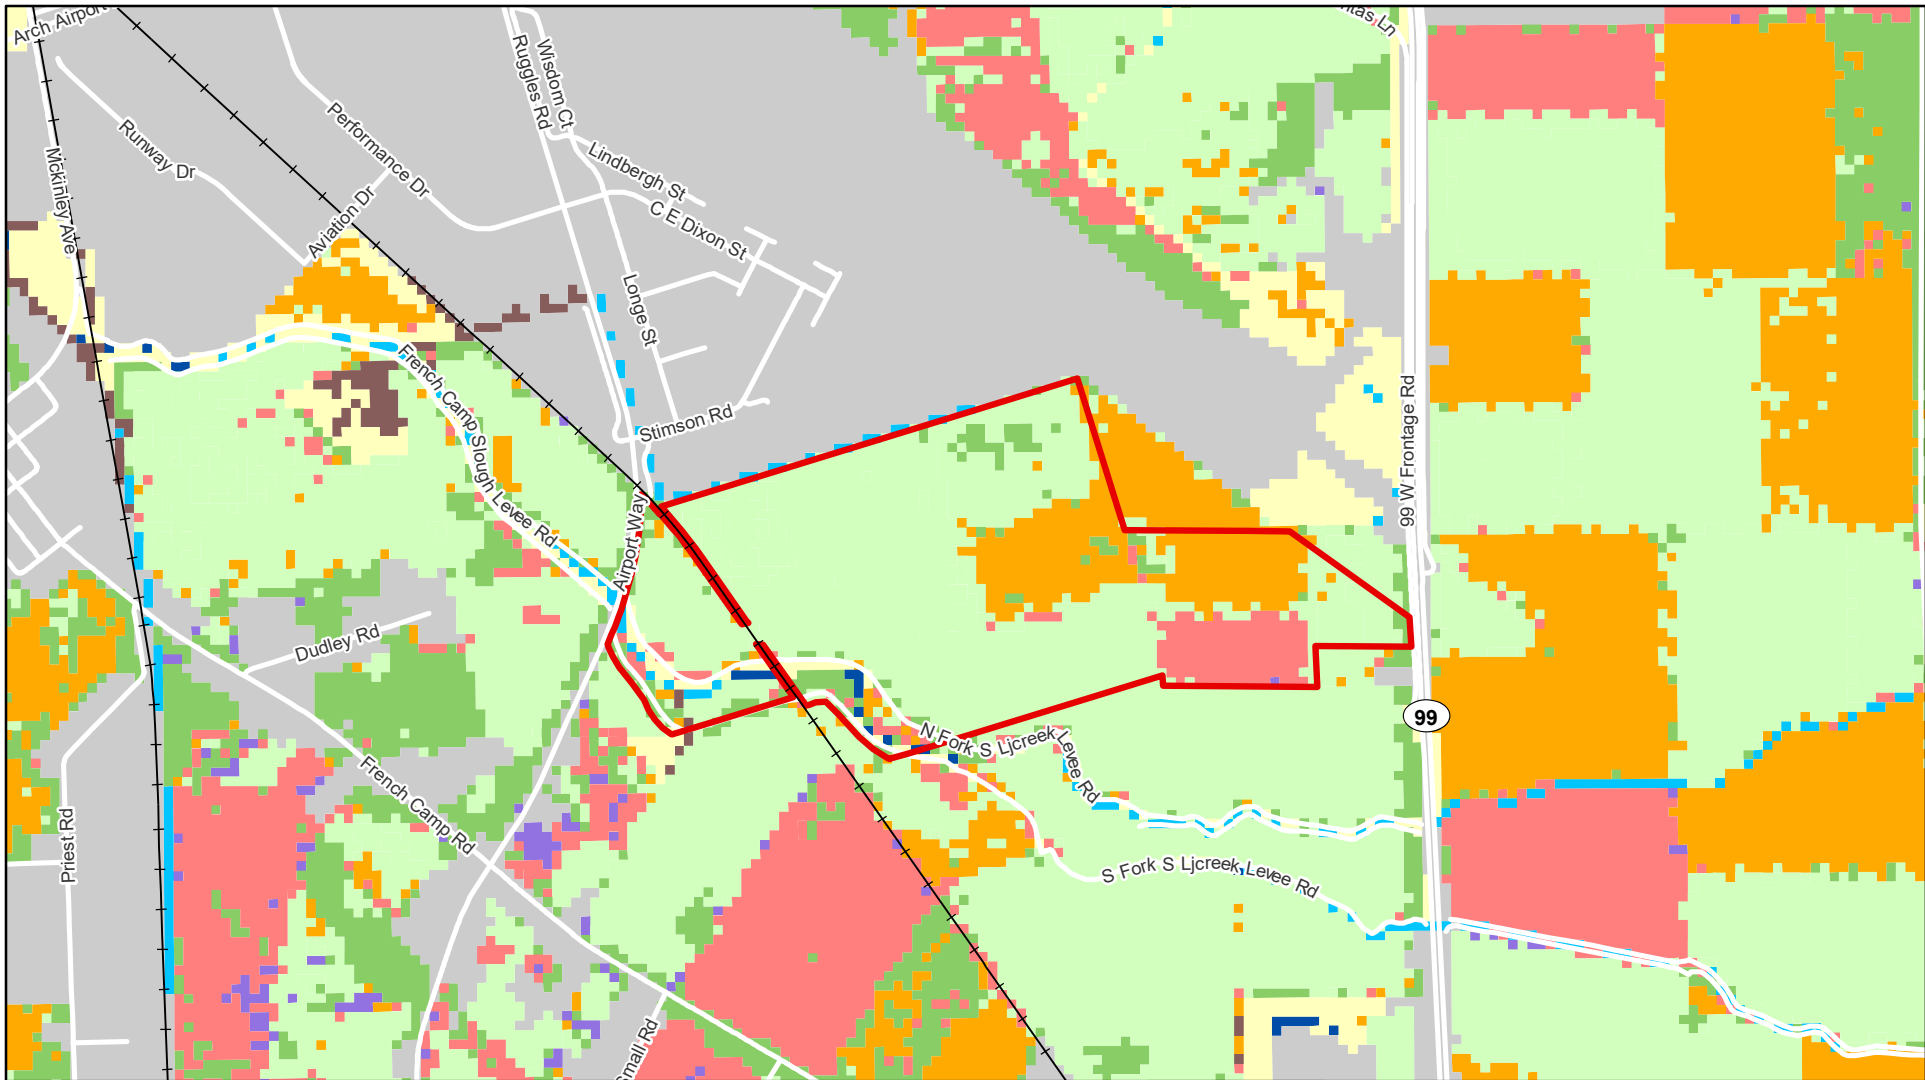 Arch Airport
ntas Ln
Wisdom Ct
Ruggles Rd
Performance Dr
Runway Dr
Mckinley Ave
Lindbergh St
Aviation Dr
C E Dixon St
Longe St
French Camp Slough Levee Rd
Stimson Rd
99 W Frontage Rd
Airport Way
Dudley Rd
99
N Fork S Ljcreek Levee Rd
French Camp Rd
Priest Rd
S Fork S Ljcreek Levee Rd
Small Rd